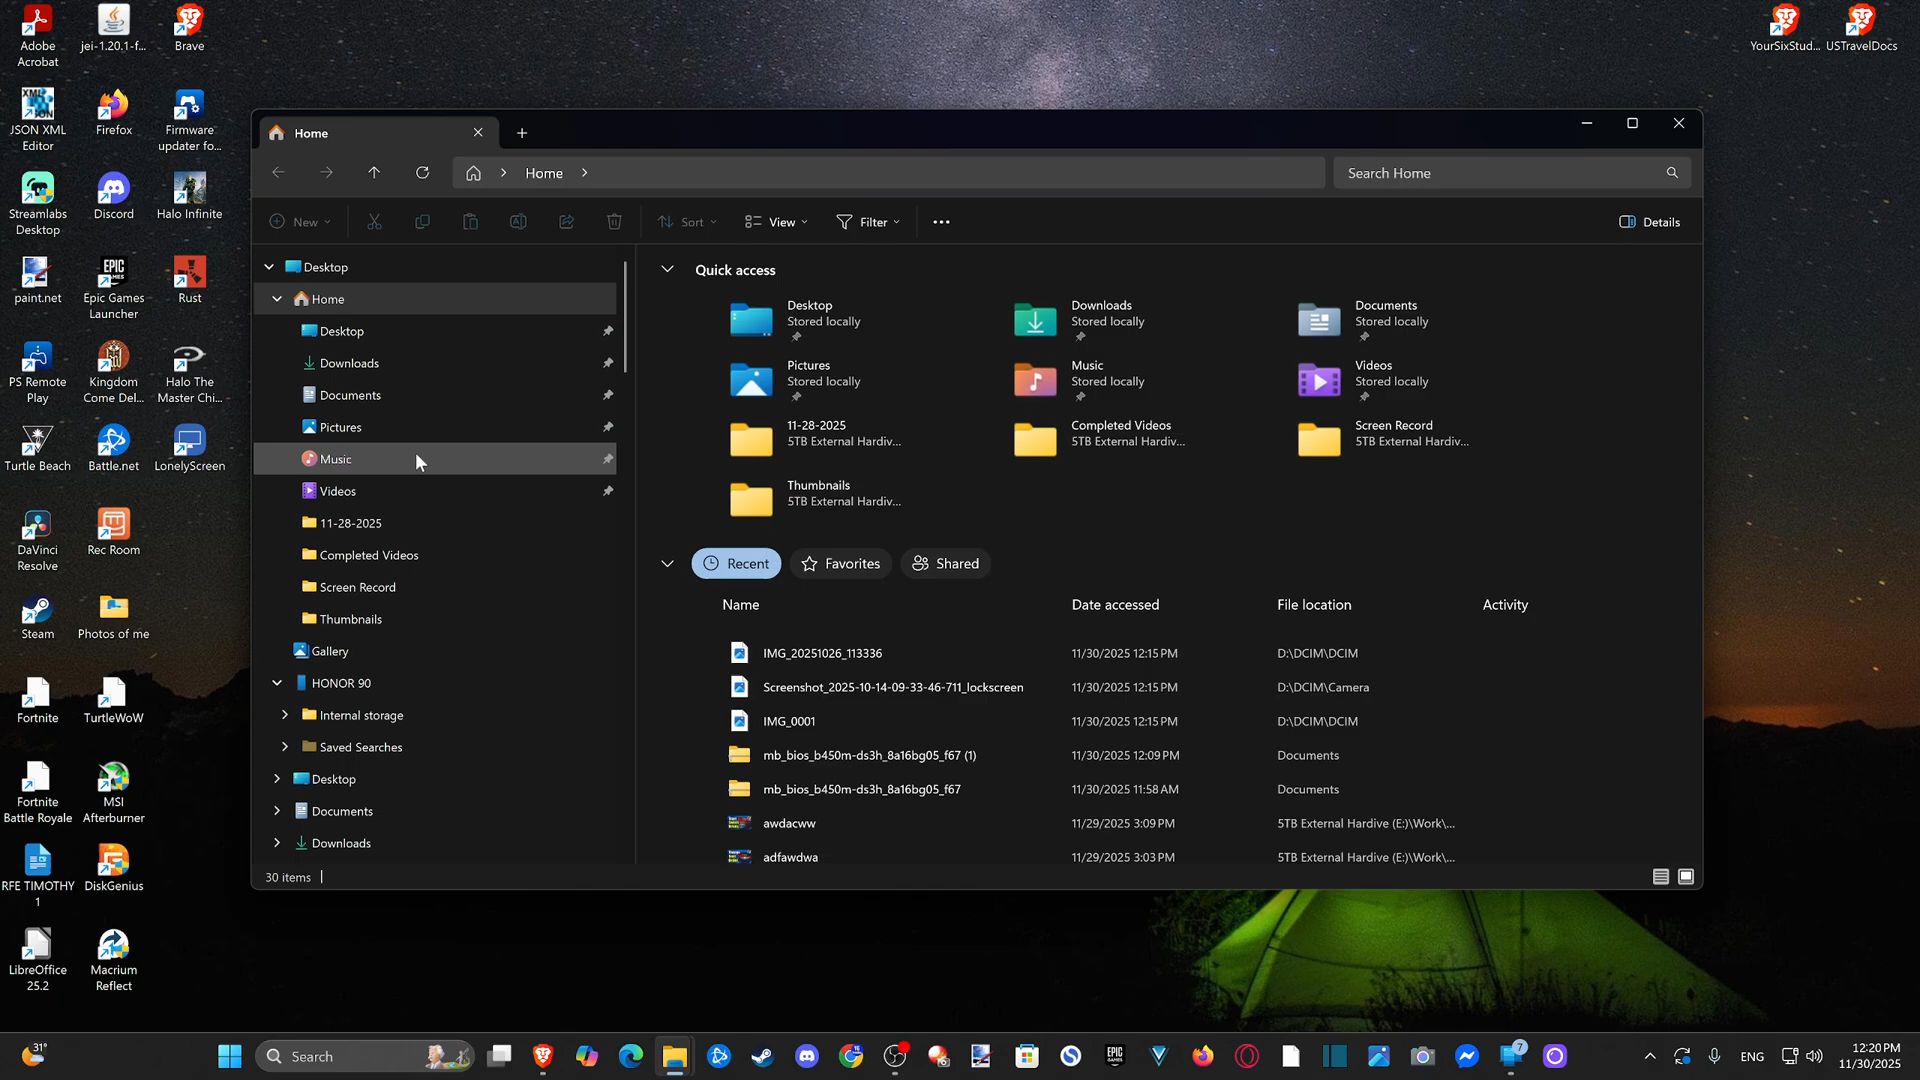 Adobe
Acrobat
jei-1.20.1-f...
Brave
YourSixStud...
USTravelDocs
JSON XML
Editor
Firefox
Firmware
updater fo...
Streamlabs
Desktop
Discord
Halo Infinite
paint.net
Epic Games
Launcher
Rust
PS Remote
Play
Kingdom
Come Del...
Halo The
Master Chi...
Turtle Beach
Battle.net
LonelyScreen
DaVinci
Resolve
Rec Room
Steam
Photos of me
Fortnite
TurtleWoW
Fortnite
Battle Royale
MSI
Afterburner
RFE TIMOTHY
1
DiskGenius
LibreOffice
25.2
Macrium
Reflect
Home
Home
Search Home
New
Sort
View
Filter
Details
Desktop
Home
Desktop
Downloads
Documents
Pictures
Music
Videos
11-28-2025
Completed Videos
Screen Record
Thumbnails
Gallery
HONOR 90
Internal storage
Saved Searches
Desktop
Documents
Downloads
Quick access
Desktop
Stored locally
Downloads
Stored locally
Documents
Stored locally
Pictures
Stored locally
Music
Stored locally
Videos
Stored locally
11-28-2025
5TB External Hardiv...
Completed Videos
5TB External Hardiv...
Screen Record
5TB External Hardiv...
Thumbnails
5TB External Hardiv...
Recent Favorites Shared
Name Date accessed File location Activity
IMG_20251026_113336 11/30/2025 12:15 PM D:\DCIM\DCIM
Screenshot_2025-10-14-09-33-46-711_lockscreen 11/30/2025 12:15 PM D:\DCIM\Camera
IMG_0001 11/30/2025 12:15 PM D:\DCIM\DCIM
mb_bios_b450m-ds3h_8a16bg05_f67 (1) 11/30/2025 12:09 PM Documents
mb_bios_b450m-ds3h_8a16bg05_f67 11/30/2025 11:58 AM Documents
awdacww 11/29/2025 3:09 PM 5TB External Hardive (E:)\Work\...
adfawdwa 11/29/2025 3:03 PM 5TB External Hardive (E:)\Work\...
30 items
31°
Search
EPIC
GAMES
7
ENG
12:20 PM
11/30/2025